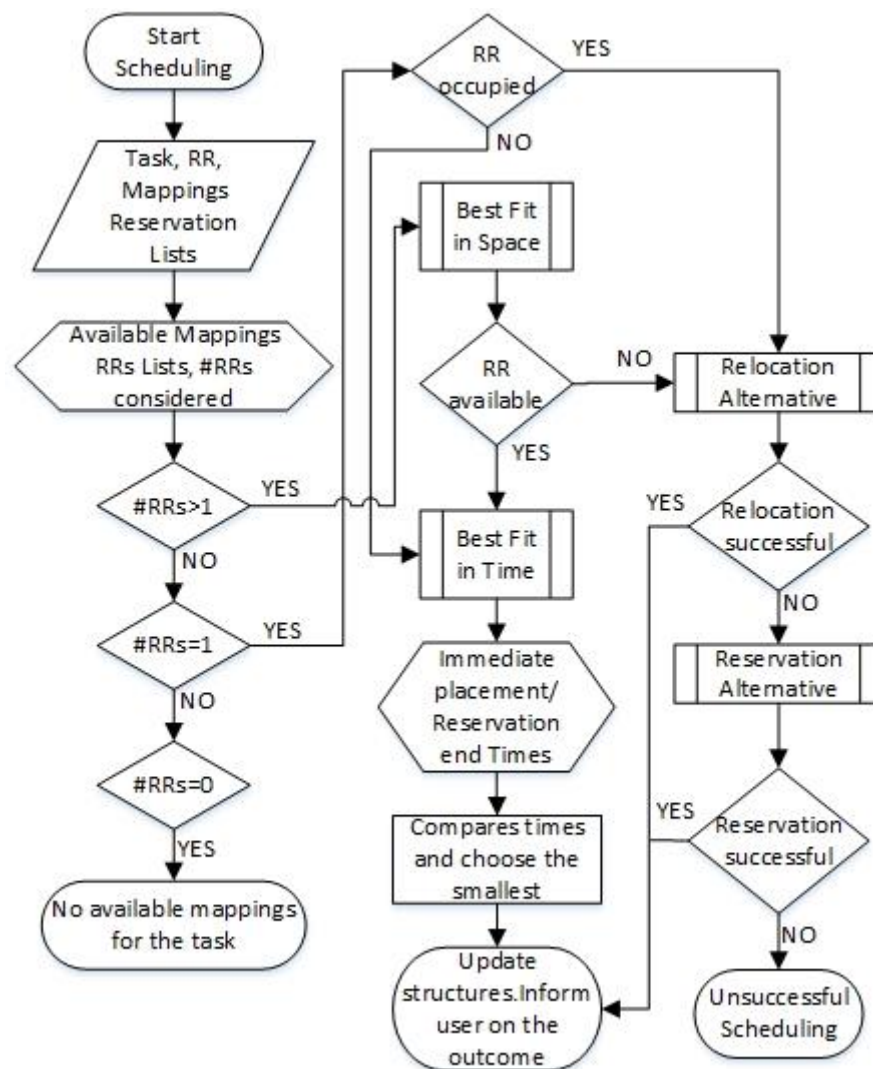 Start
Scheduling
Task, RR,
Mappings
Reservation
Lists
Available Mappings
RRs Lists, #RRs
considered
#RRs>1
YES
NO
#RRs=1
YES
NO
#RRs=0
YES
No available mappings
for the task
RR
occupied
YES
NO
Best Fit
in Space
RR
available
NO
YES
Best Fit
in Time
Immediate
placement/
Reservation
end Times
Compares times
and choose the
smallest
Update
structures.Inform
user on the
outcome
Relocation
Alternative
Relocation
successful
YES
NO
Reservation
Alternative
Reservation
successful
YES
NO
Unsuccessful
Scheduling